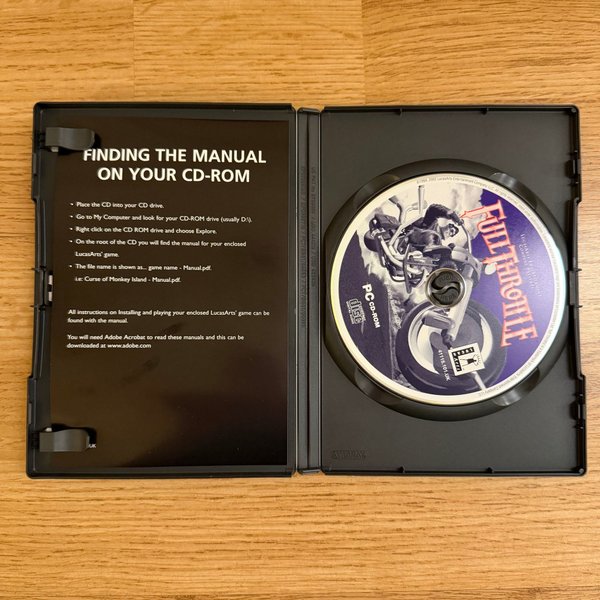 FINDING THE MANUAL
ON YOUR CD-ROM
- Place the CD into your CD drive.
- Go to My Computer and look for your CD-ROM drive (usually D:\).
- Right click on the CD ROM drive and choose Explore.
- On the root of the CD you will find the manual for your enclosed
LucasArts' game.
- The file name is shown as... game name - Manual.pdf.
i.e: Curse of Monkey Island - Manual.pdf.
All instructions on Installing and playing your enclosed LucasArts' game can be
found with the manual.
You will need Adobe Acrobat to read these manuals and this can be
downloaded at www.adobe.com
FULL THROTTLE
PC CD-ROM
41115.101.UK